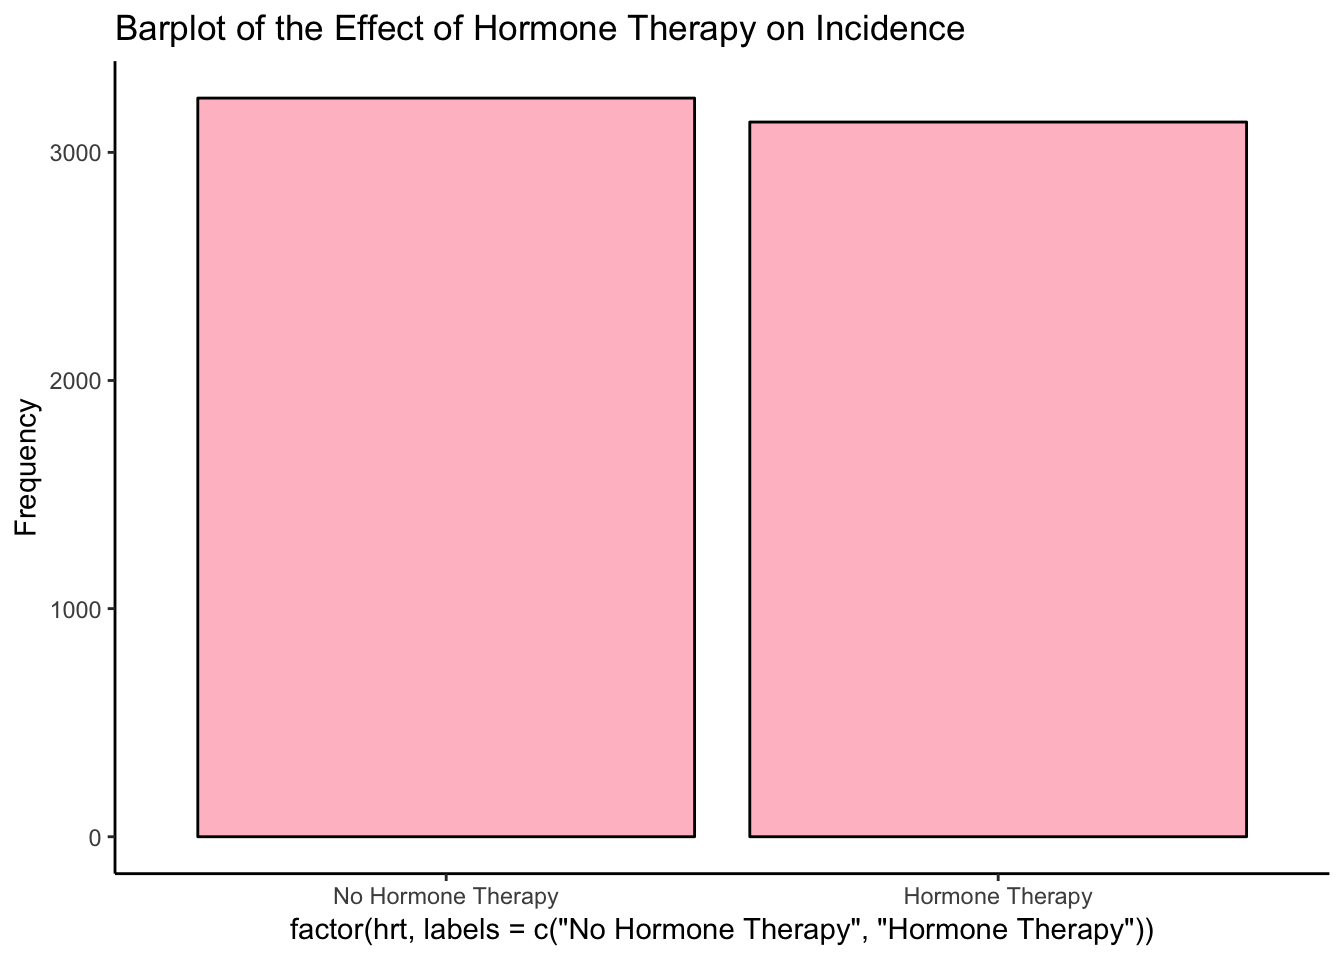 Barplot of the Effect of Hormone Therapy on Incidence
Frequency
3000
2000
1000
0
No Hormone Therapy
Hormone Therapy
factor(hrt, labels = c("No Hormone Therapy", "Hormone Therapy"))